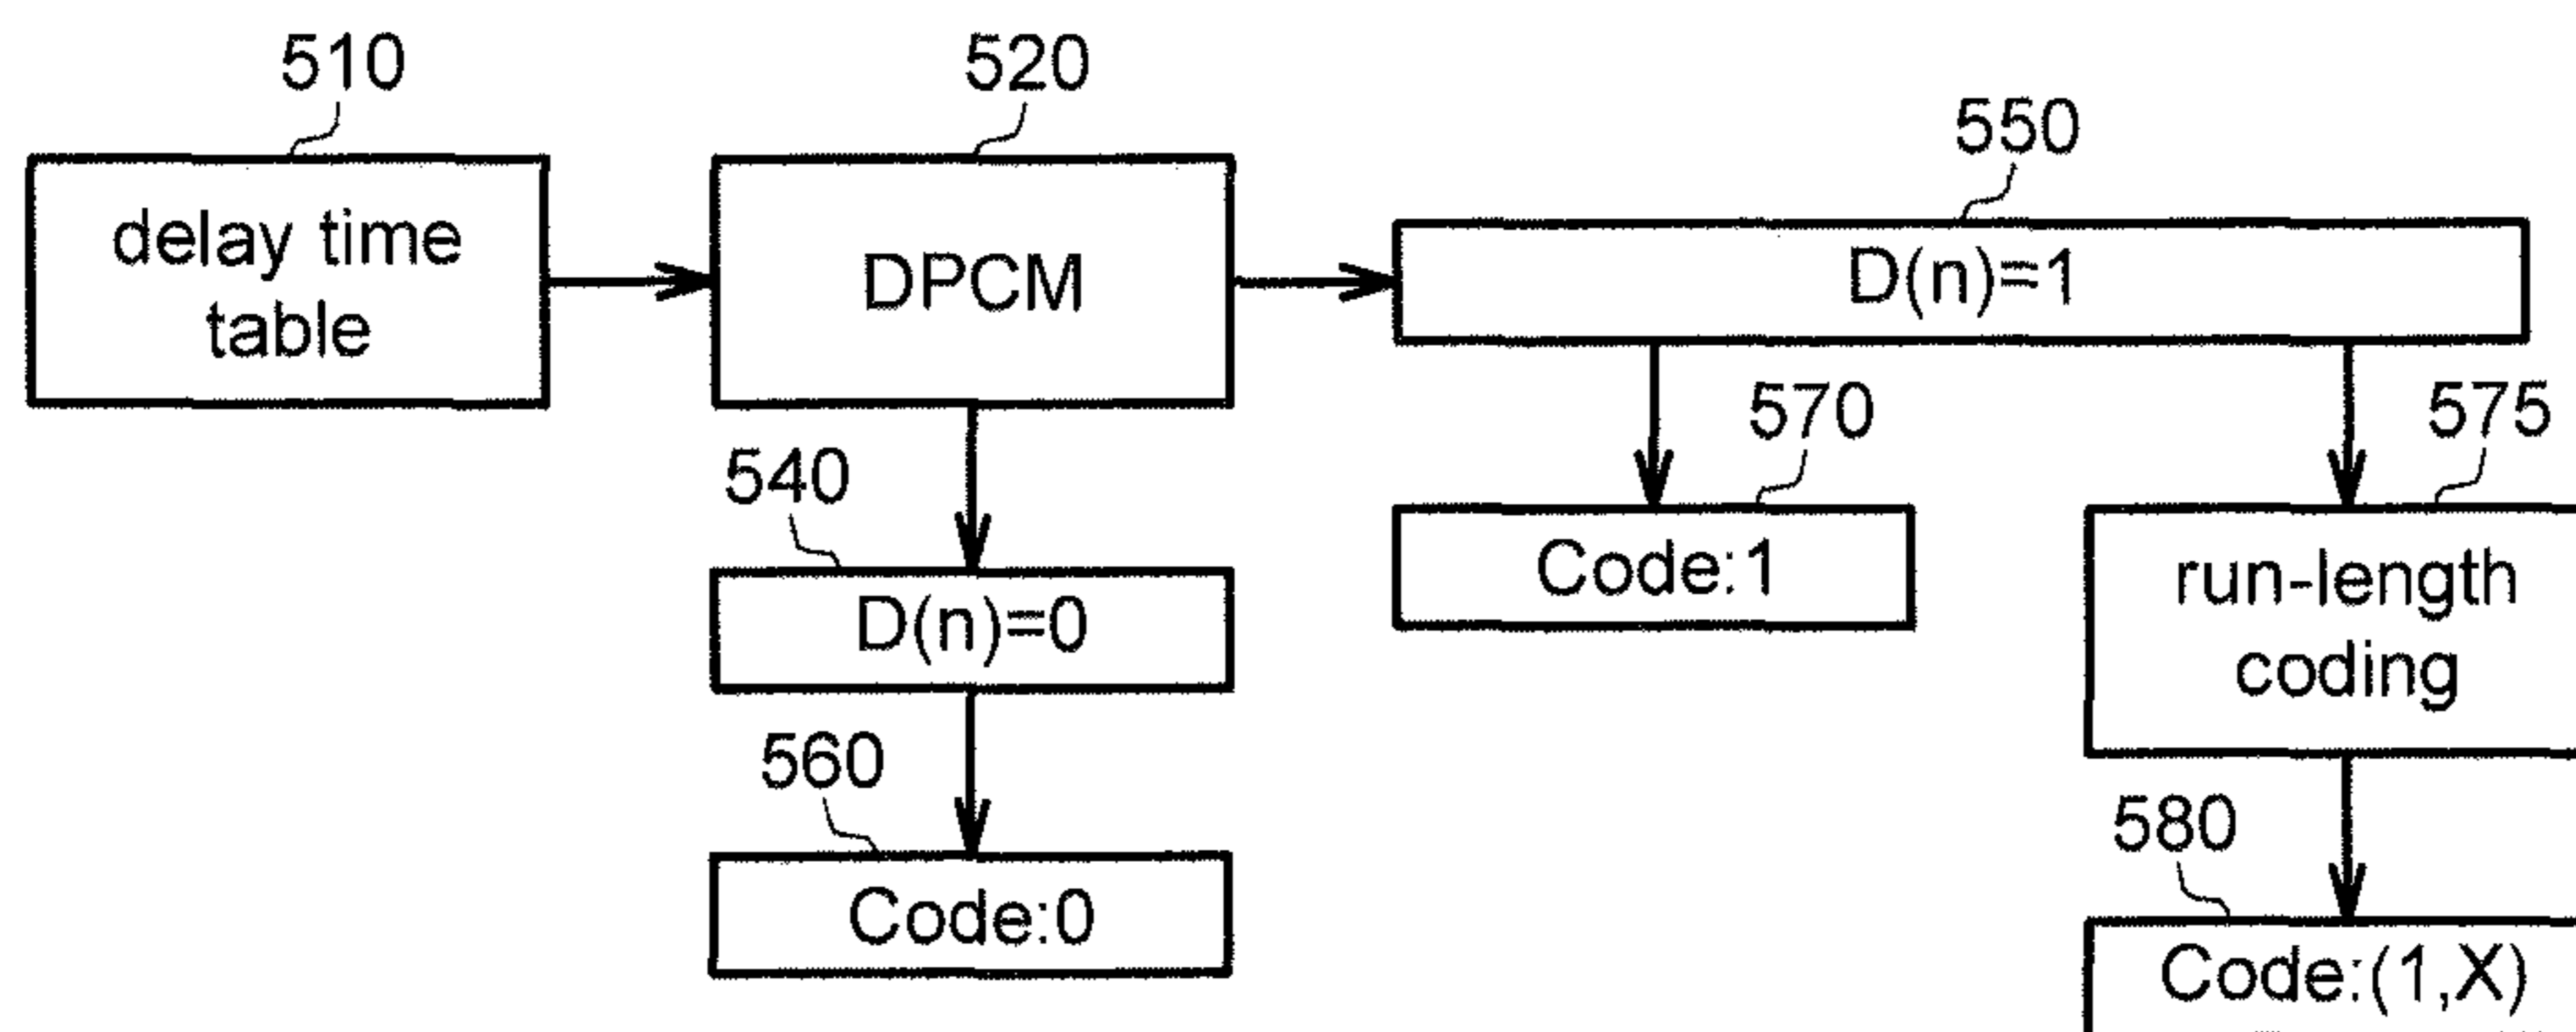 510
520
550
delay time
table
DPCM
D(n)=1
540
570
575
D(n)=0
Code:1
run-length
coding
560
580
Code:0
Code:(1,X)